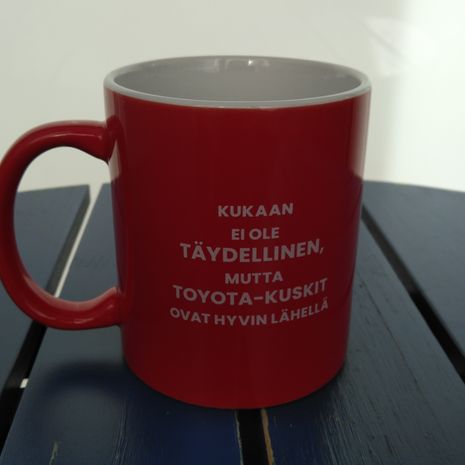 KUKAAN
EI OLE
TÄYDELLINEN,
MUTTA
TOYOTA-KUSKIT
OVAT HYVIN LÄHELLÄ